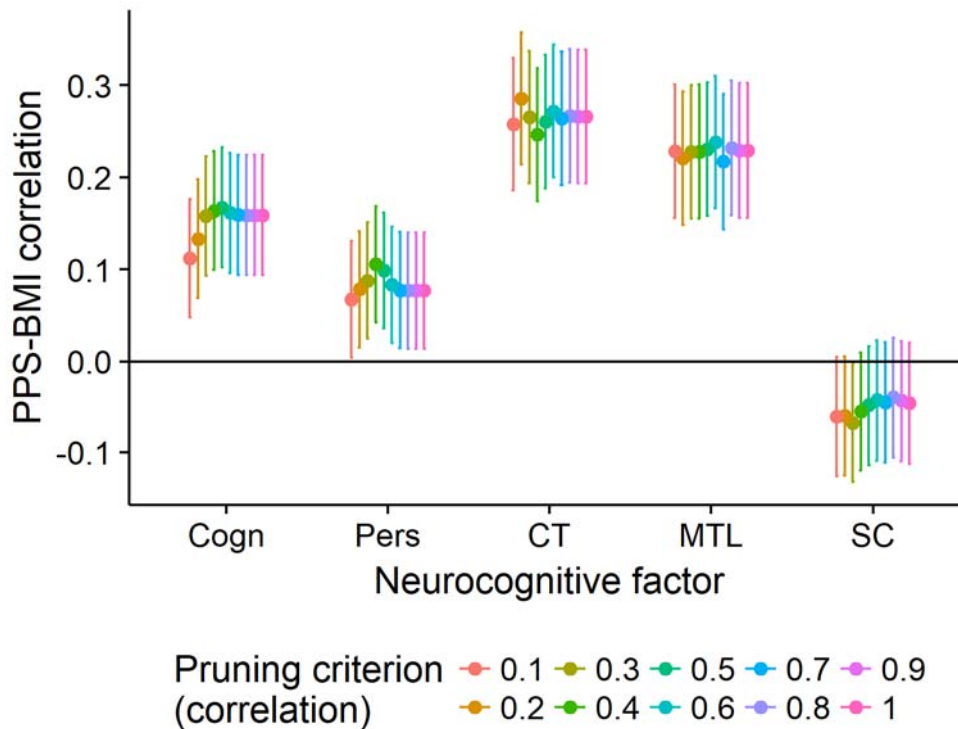 PPS-BMI correlation
0.3
0.2
0.1
0.0
-0.1
Cogn Pers CT MTL SC
Neurocognitive factor
Pruning criterion
(correlation)
0.1 0.3 0.5 0.7 0.9
0.2 0.4 0.6 0.8 1